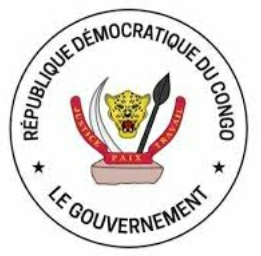 RÉPUBLIQUE DÉMOCRATIQUE DU CONGO
JUSTICE
PAIX
TRAVAIL
LE GOUVERNEMENT